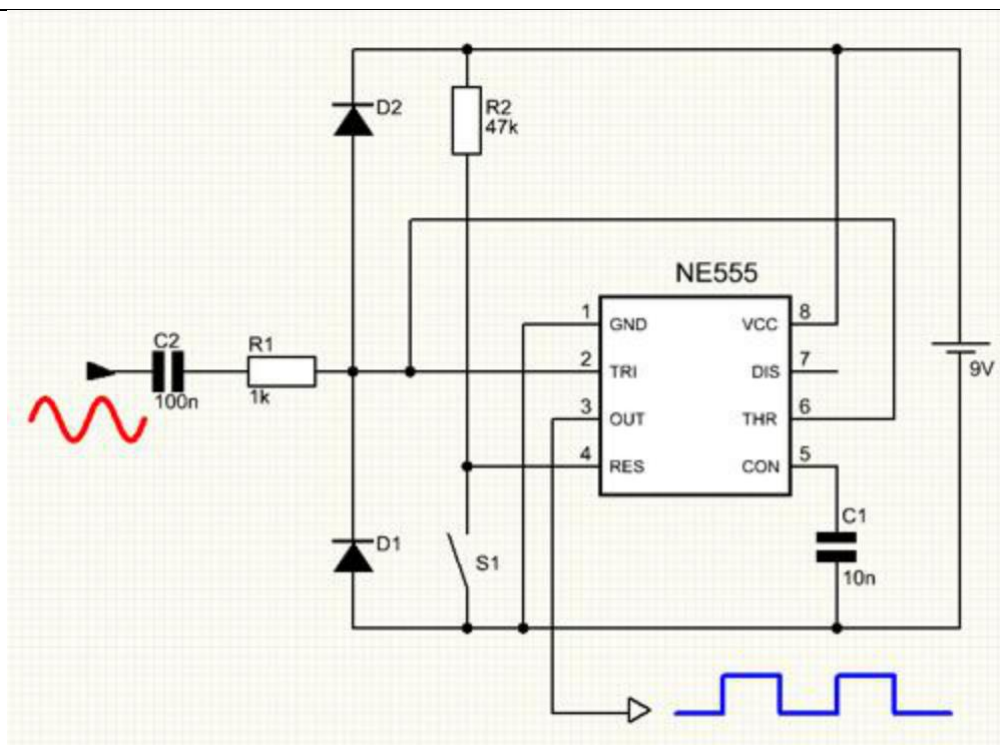 D2
R2
47k
NE555
1 GND VCC 8
C2
R1
2 TRI DIS 7
9V
100n
1k
3 OUT THR 6
4 RES CON 5
C1
D1
S1
10n